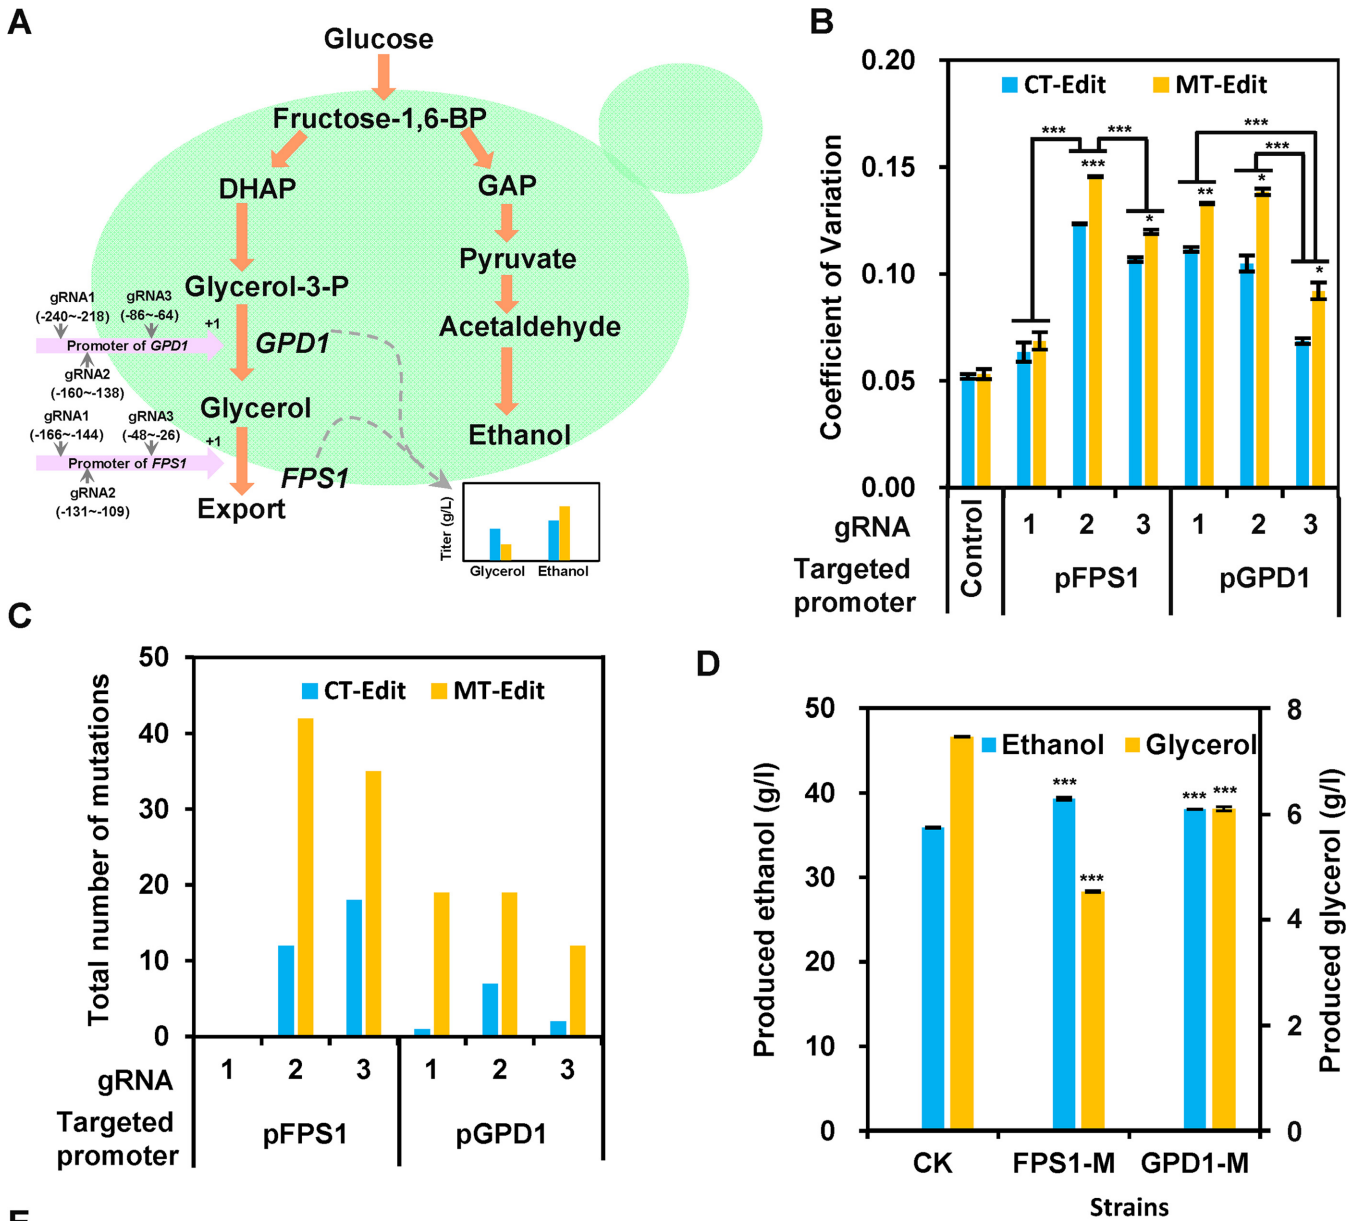 A
Glucose
Fructose-1,6-BP
DHAP
GAP
Pyruvate
Glycerol-3-P
Acetaldehyde
gRNA1
(-240~-218)
gRNA3
(-86~-64)
+1
Promoter of GPD1
GPD1
gRNA2
(-160~-138)
Glycerol
Ethanol
gRNA1
(-166~-144)
gRNA3
(-48~-26)
+1
Promoter of FPS1
FPS1
gRNA2
(-131~-109)
Export
Titer (g/L)
Glycerol
Ethanol
B
Coefficient of Variation
0.20
0.15
0.10
0.05
0.00
CT-Edit
MT-Edit
***
***
***
*
***
***
**
*
*
gRNA
Control
1
2
3
1
2
3
Targeted
promoter
pFPS1
pGPD1
C
Total number of mutations
50
40
30
20
10
0
CT-Edit
MT-Edit
gRNA
1
2
3
1
2
3
Targeted
promoter
pFPS1
pGPD1
D
Produced ethanol (g/l)
50
40
30
20
10
0
Ethanol
Glycerol
***
***
***
***
8
6
4
2
0
Produced glycerol (g/l)
CK
FPS1-M
GPD1-M
Strains